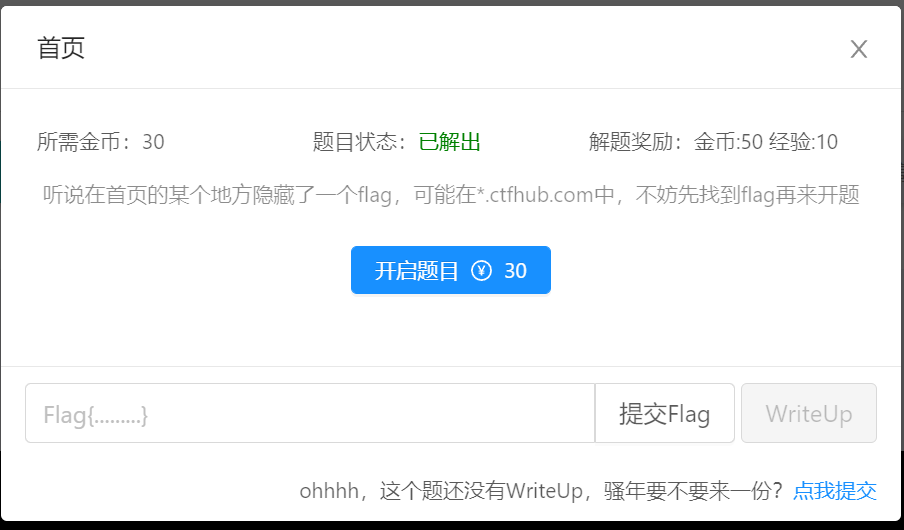 首页
所需金币：30 题目状态：已解出 解题奖励：金币:50 经验:10
听说在首页的某个地方隐藏了一个flag，可能在*.ctfhub.com中，不妨先找到flag再来开题
开启题目 ¥ 30
Flag{.........} 提交Flag WriteUp
ohhhh，这个题还没有WriteUp，骚年要不要来一份？点我提交